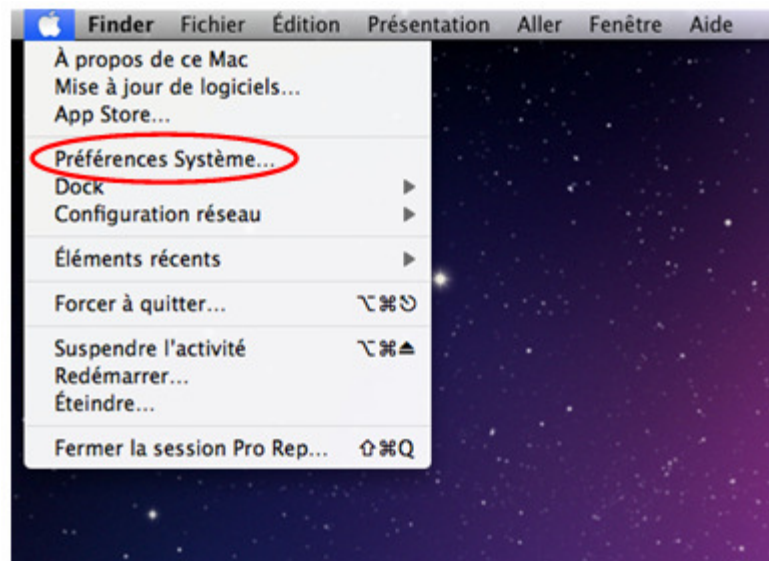 Finder Fichier Édition Présentation Aller Fenêtre Aide
À propos de ce Mac
Mise à jour de logiciels...
App Store...
Préférences Système...
Dock
Configuration réseau
Éléments récents
Forcer à quitter... ⌥⌘⎋
Suspendre l'activité ⌥⌘⏏
Redémarrer...
Éteindre...
Fermer la session Pro Rep... ⇧⌘Q